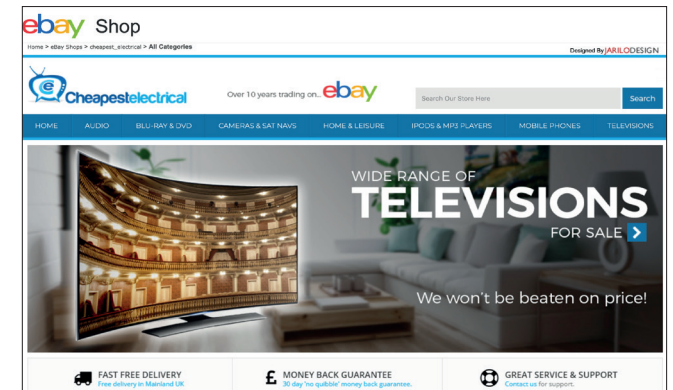 ebay Shop
Home > eBay Shops > cheapest_electrical > All Categories
Designed By JARILODESIGN
e
Cheapestelectrical
Over 10 years trading on... ebay
Search Our Store Here
Search
HOME AUDIO BLU-RAY & DVD CAMERAS & SAT NAVS HOME & LEISURE IPODS & MP3 PLAYERS MOBILE PHONES TELEVISIONS
WIDE RANGE OF
TELEVISIONS
FOR SALE
We won't be beaten on price!
FAST FREE DELIVERY
Free delivery in Mainland UK
£ MONEY BACK GUARANTEE
30 day 'no quibble' money back guarantee.
GREAT SERVICE & SUPPORT
Contact us for support.